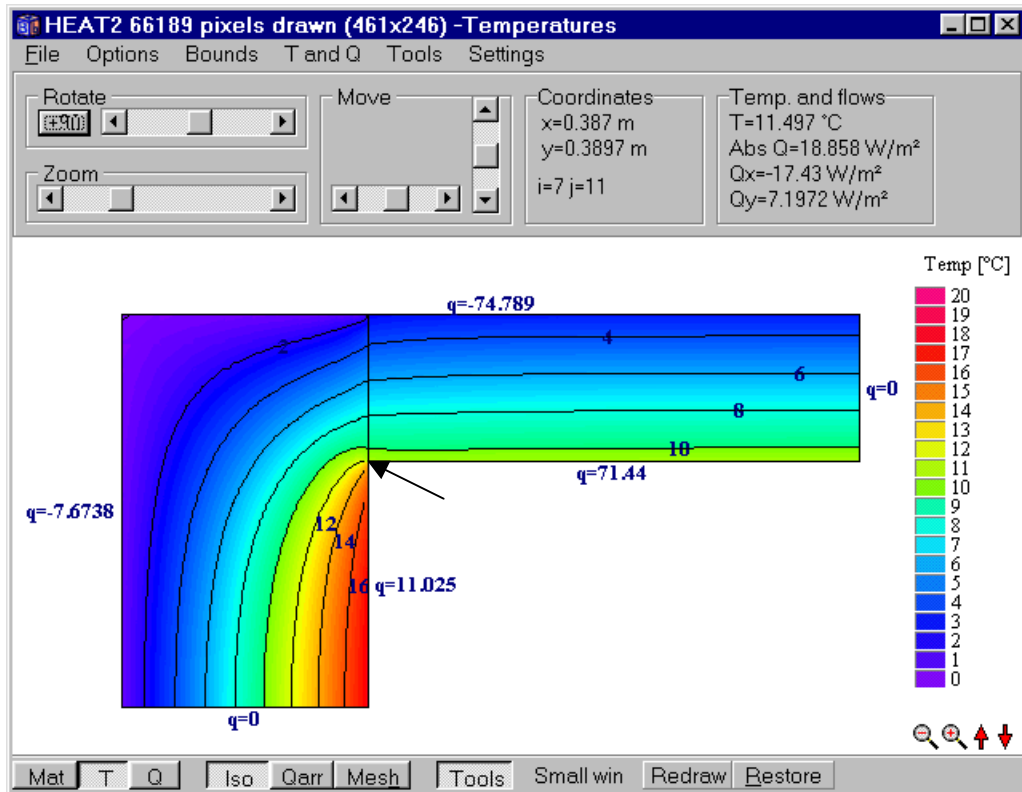 HEAT2 66189 pixels drawn (461x246) -Temperatures
File Options Bounds T and Q Tools Settings
Rotate
+90
Zoom
Move
Coordinates
x=0.387 m
y=0.3897 m
i=7 j=11
Temp. and flows
T=11.497 °C
Abs Q=18.858 W/m²
Qx=-17.43 W/m²
Qy=7.1972 W/m²
Temp [°C]
q=-74.789
2
4
6
8
10
q=0
q=71.44
q=-7.6738
12
14
16
q=11.025
q=0
20
19
18
17
16
15
14
13
12
11
10
9
8
7
6
5
4
3
2
1
0
Mat T Q Iso Qarr Mesh Tools Small win Redraw Restore